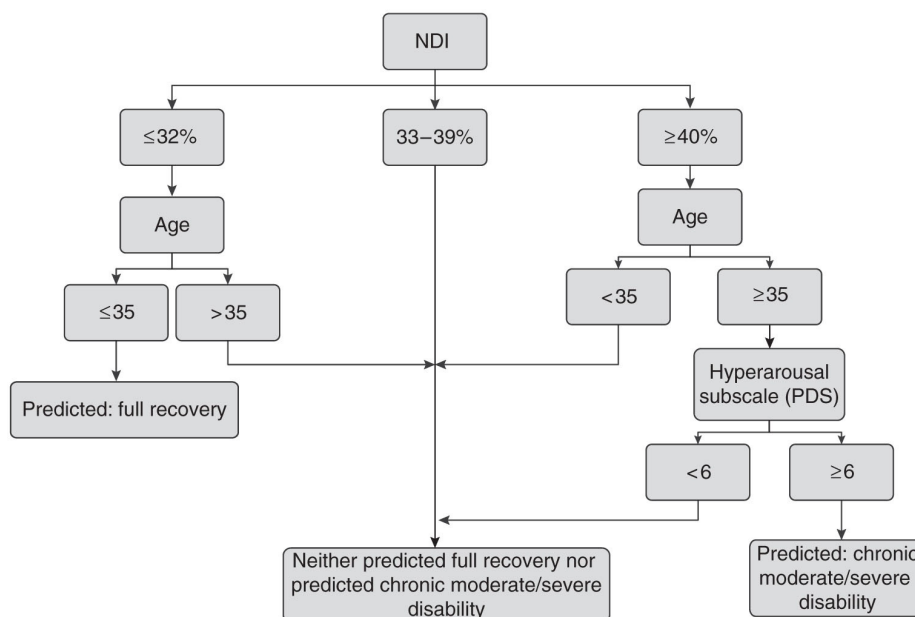 NDI
≤32%
33–39%
≥40%
Age
Age
≤35
>35
<35
≥35
Predicted: full recovery
Hyperarousal
subscale (PDS)
<6
≥6
Neither predicted full recovery nor
predicted chronic moderate/severe
disability
Predicted: chronic
moderate/severe
disability